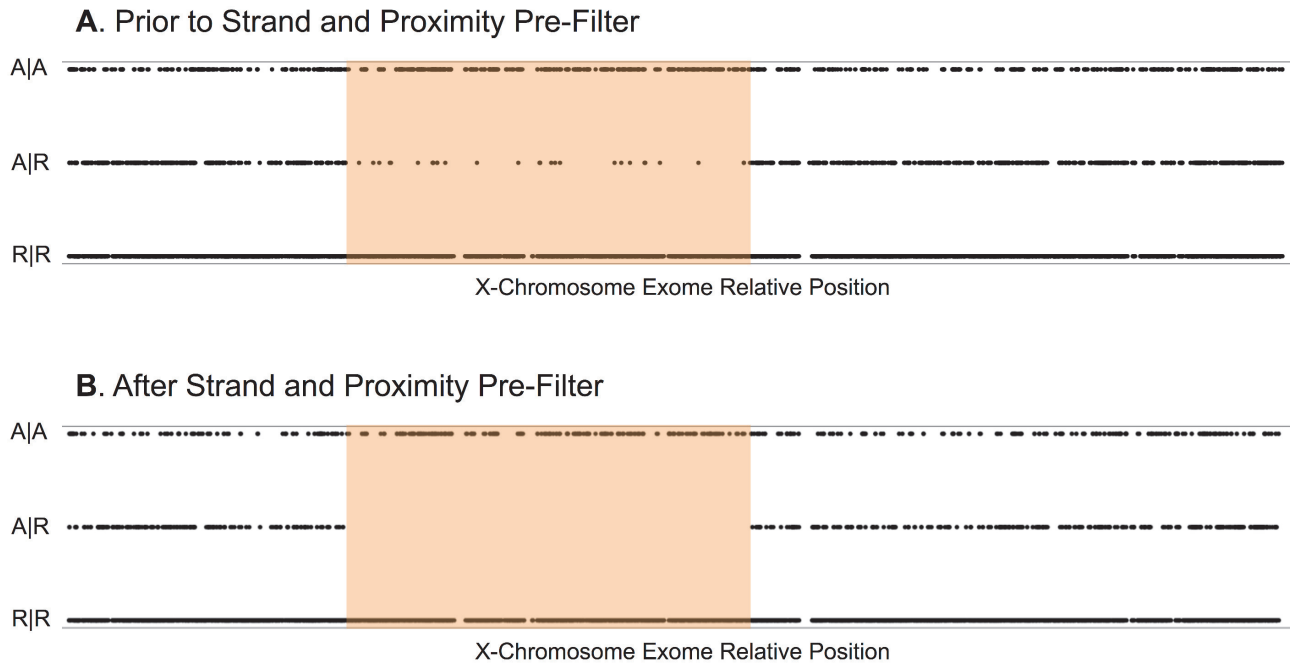 A. Prior to Strand and Proximity Pre-Filter
A|A
A|R
R|R
X-Chromosome Exome Relative Position
B. After Strand and Proximity Pre-Filter
A|A
A|R
R|R
X-Chromosome Exome Relative Position